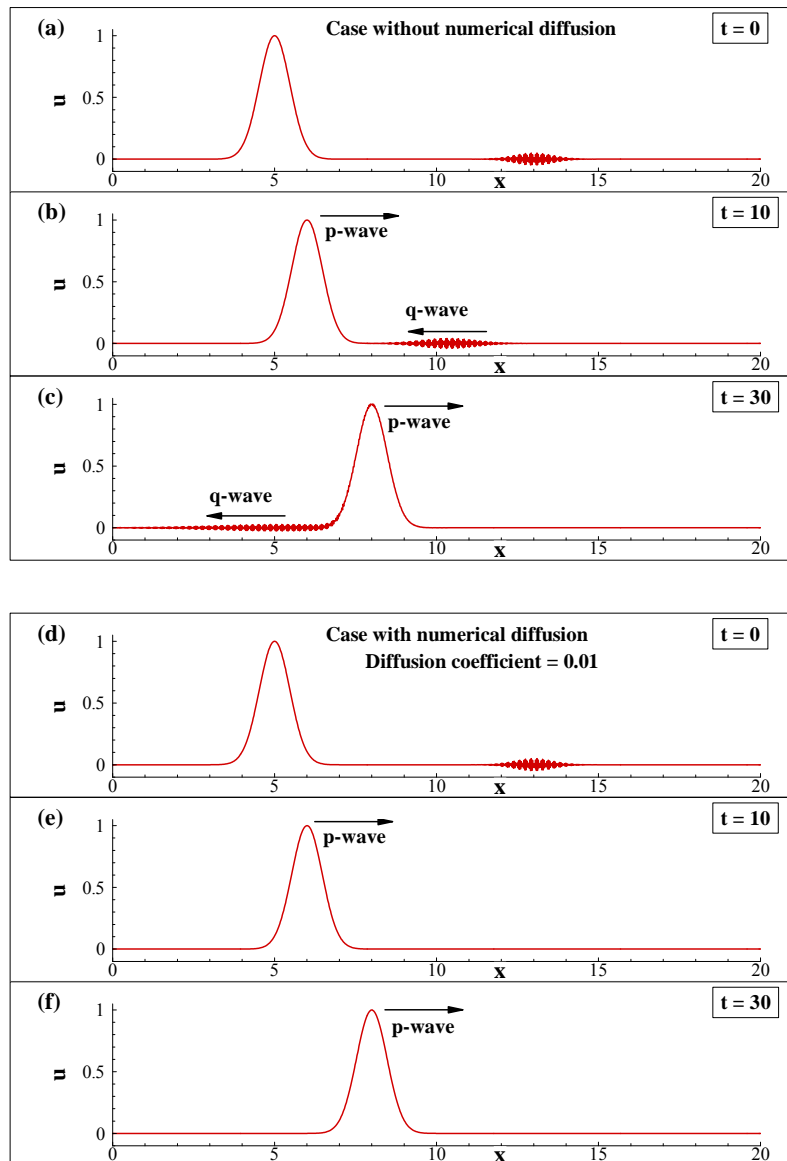 (a) Case without numerical diffusion t = 0
1
0.5
0
u
0 5 10 15 20
x
(b) t = 10
p-wave
q-wave
1
0.5
0
u
0 5 10 15 20
x
(c) t = 30
p-wave
q-wave
1
0.5
0
u
0 5 10 15 20
x
(d) Case with numerical diffusion t = 0
Diffusion coefficient = 0.01
1
0.5
0
u
0 5 10 15 20
x
(e) t = 10
p-wave
1
0.5
0
u
0 5 10 15 20
x
(f) t = 30
p-wave
1
0.5
0
u
0 5 10 15 20
x